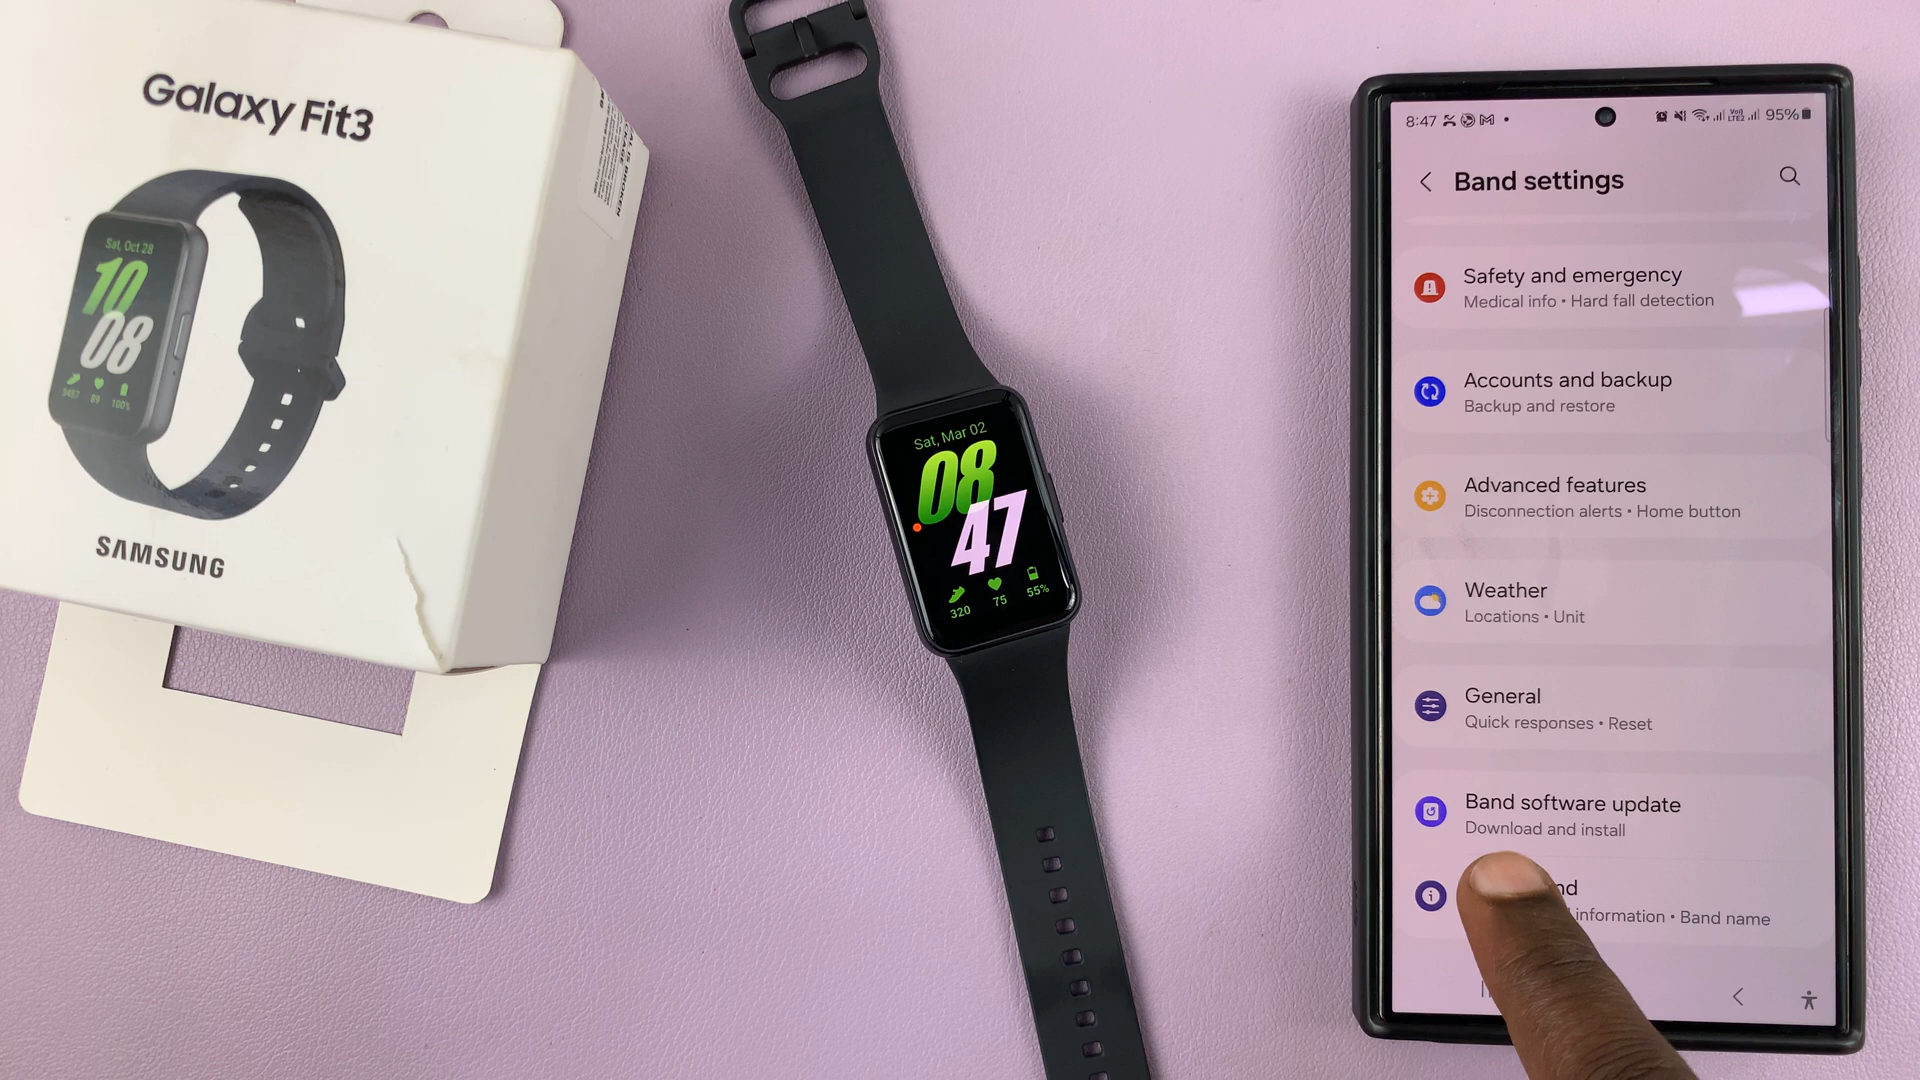 Galaxy Fit3
Sat, Oct 28
10
08
3487 89 100%
SAMSUNG
Sat, Mar 02
08
47
320 75 55%
8:47
95%
Band settings
Safety and emergency
Medical info • Hard fall detection
Accounts and backup
Backup and restore
Advanced features
Disconnection alerts • Home button
Weather
Locations • Unit
General
Quick responses • Reset
Band software update
Download and install
information • Band name